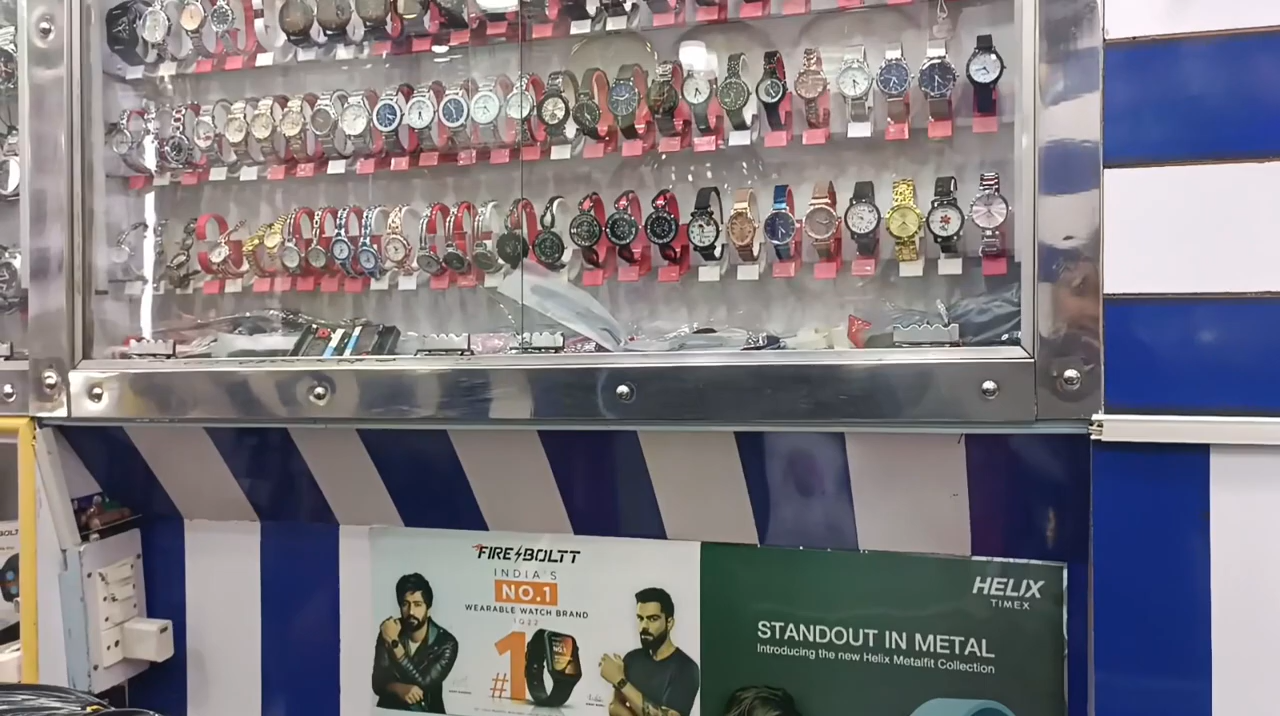 FIRE BOLTT
INDIA'S
NO.1
WEARABLE WATCH BRAND
1Q22
#1
HELIX
TIMEX
STANDOUT IN METAL
Introducing the new Helix Metalfit Collection